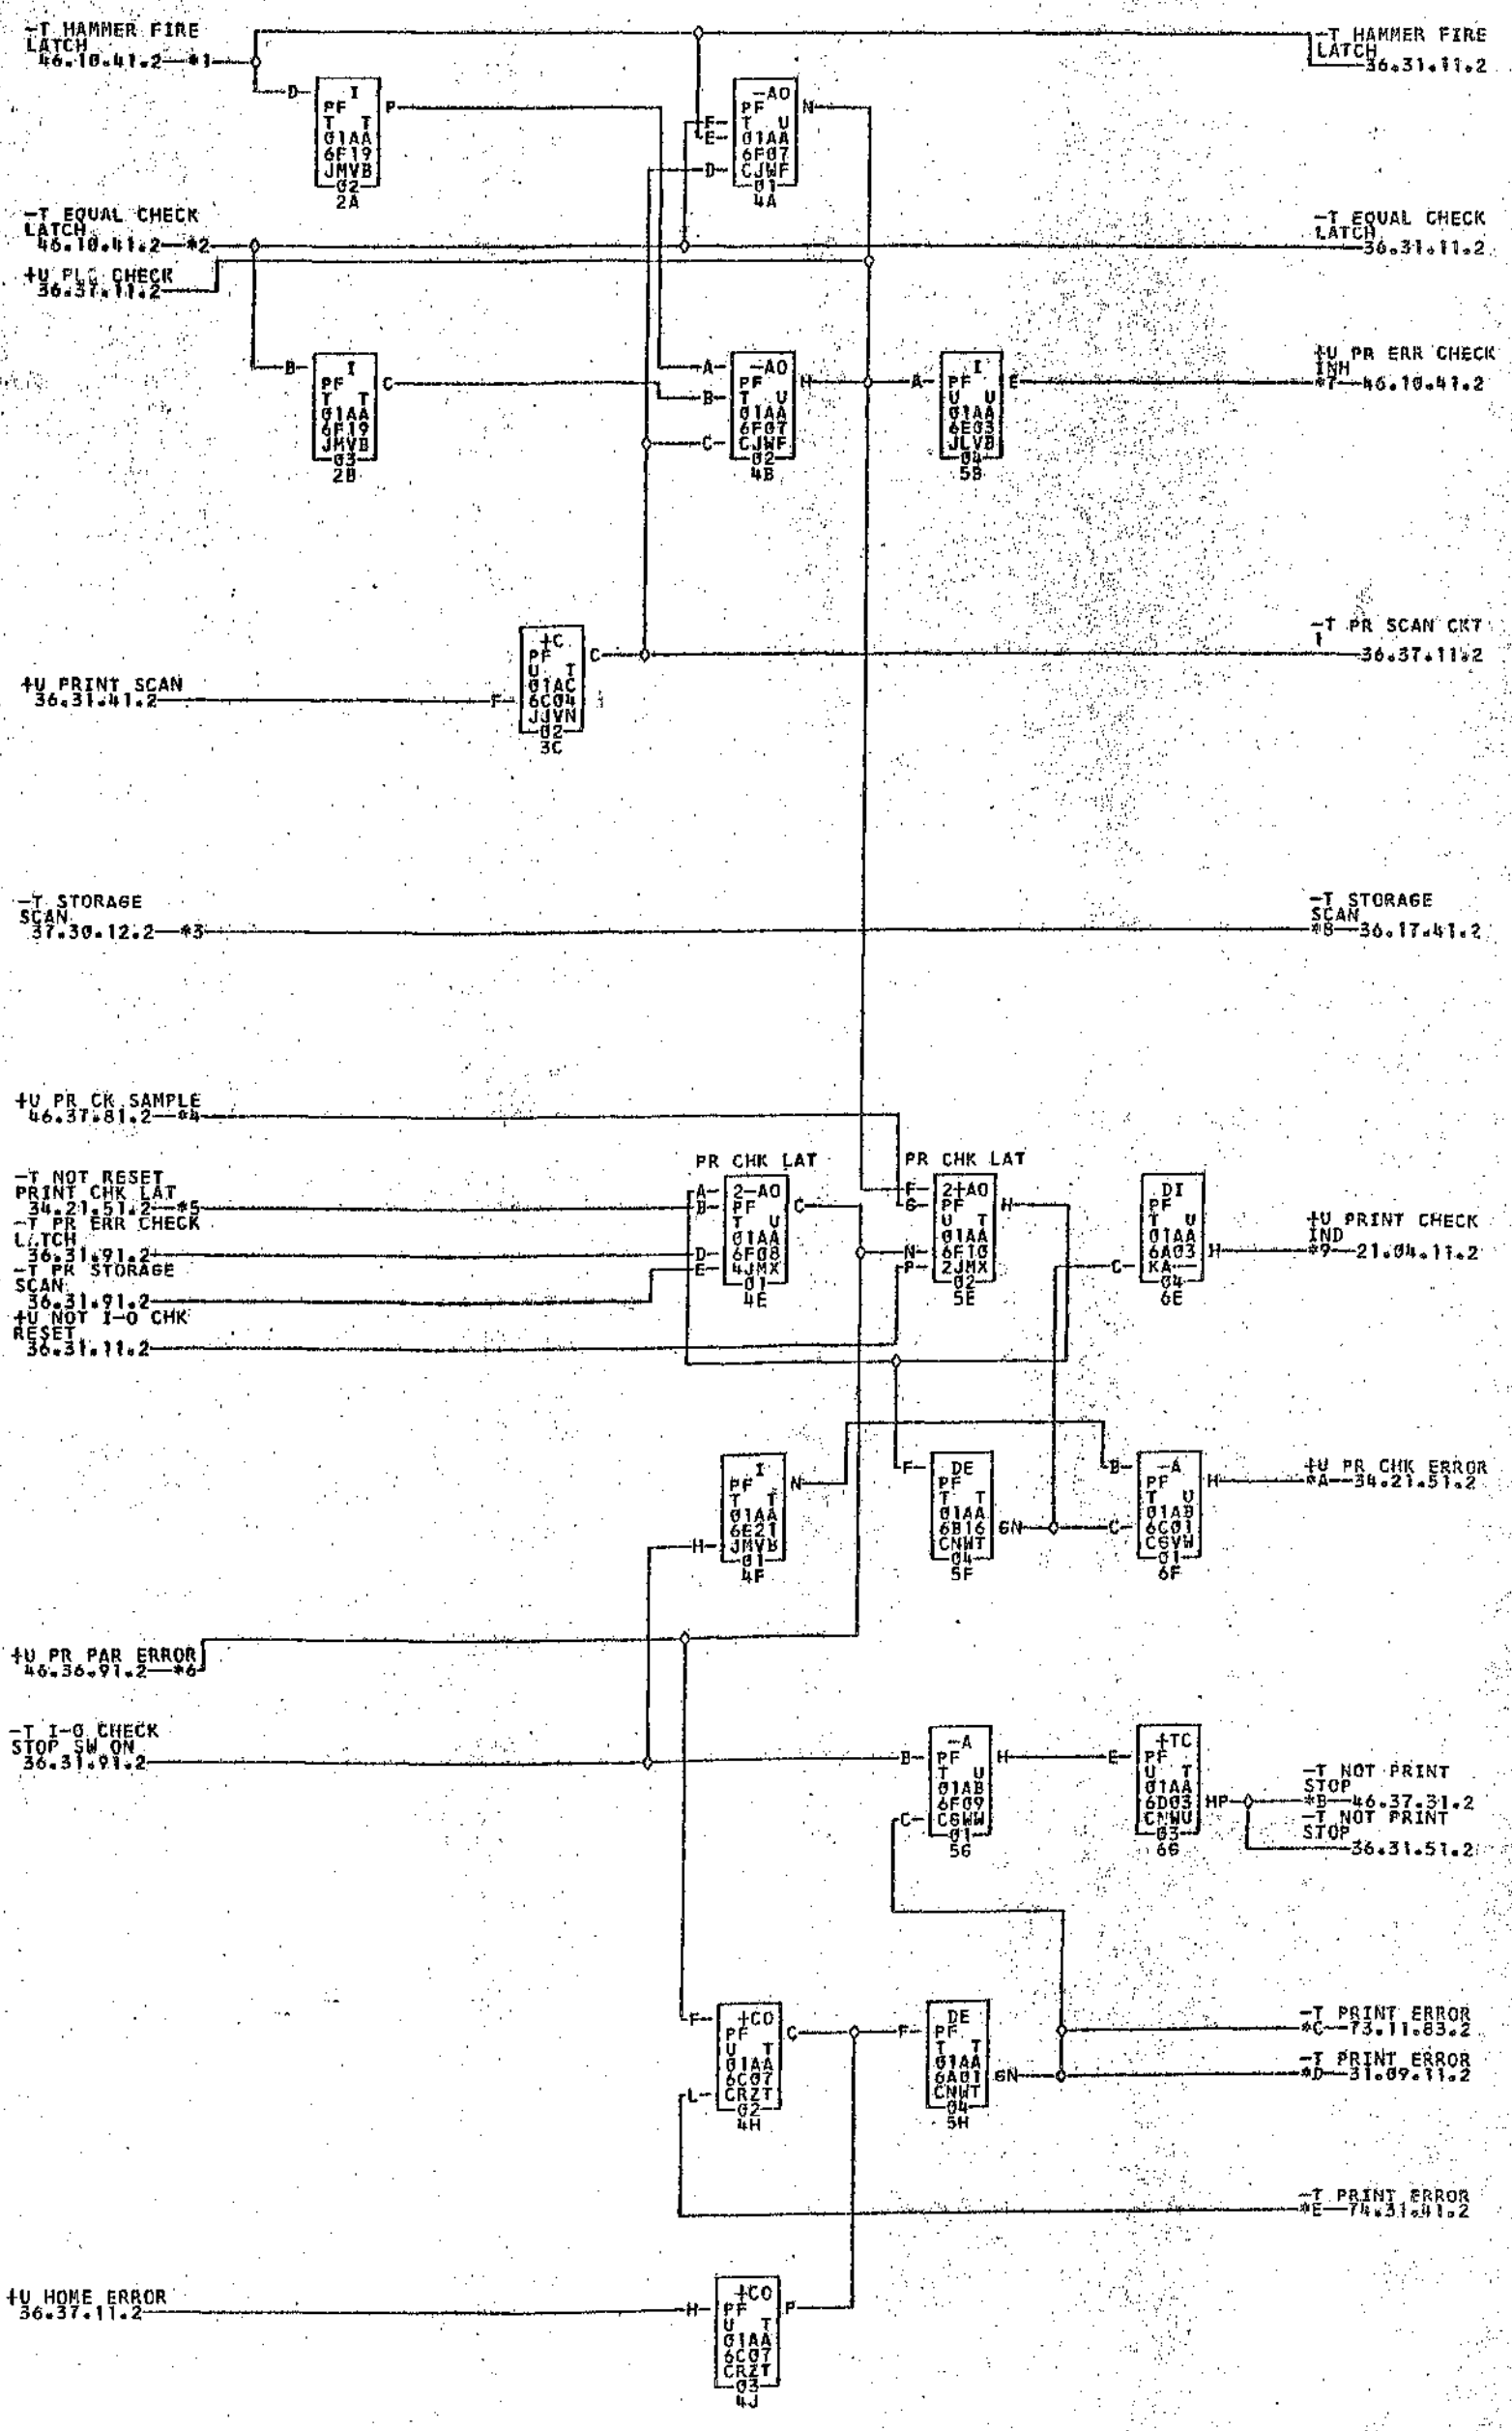 -T HAMMER FIRE
LATCH
46.10.41.2—*1
-T HAMMER FIRE
LATCH
36.31.11.2
D
I
PF P
T T
01AA
6F19
JMVB
02
2A
-AO
PF N
F T U
E 01AA
6F07
D CJWF
01
4A
-T EQUAL CHECK
LATCH
46.10.41.2—*2
-T EQUAL CHECK
LATCH
36.31.11.2
+U PLC CHECK
36.37.11.2
B I
PF C
T T
01AA
6F19
JMVB
03
2B
A -AO
PF H
B T U
01AA
6F07
C CJWF
02
4B
I
A PF E
U U
01AA
6E03
JLVB
04
5B
+U PR ERR CHECK
INH
*7—46.10.41.2
+C
PF C
U T
01AC
F 6C04
JJVN
02
3C
-T PR SCAN CKT
1
36.37.11.2
+U PRINT SCAN
36.31.41.2
-T STORAGE
SCAN
37.30.12.2—*3
-T STORAGE
SCAN
*8—36.17.41.2
+U PR CK SAMPLE
46.37.81.2—*4
PR CHK LAT
PR CHK LAT
-T NOT RESET
PRINT CHK LAT
34.21.51.2—*5
-T PR ERR CHECK
LATCH
36.31.91.2
-T PR STORAGE
SCAN
36.31.91.2
+U NOT I-O CHK
RESET
36.31.11.2
A 2-AO
B PF C
T U
01AA
D 6F08
E 4JMX
01
4E
F 2+AO
G PF H
U T
01AA
N 6F10
P 2JMX
02
5E
DI
PF
T U
01AA
6A03 H
C KA
04
6E
+U PRINT CHECK
IND
*9—21.04.11.2
I
PF N
T T
01AA
6E21
H JMVB
01
4F
F DE
PF
T T
01AA
6B16 GN
CNWT
04
5F
B -A
PF H
T U
01AB
C 6C01
CGVW
01
6F
+U PR CHK ERROR
*A—34.21.51.2
+U PR PAR ERROR
46.36.91.2—*6
-T I-O CHECK
STOP SW ON
36.31.91.2
-A
B PF H
T U
01AB
6F09
C CGWW
01
5G
+TC
E PF
U T
01AA
6D03 HP
CNWU
03
6G
-T NOT PRINT
STOP
*B—46.37.31.2
-T NOT PRINT
STOP
36.31.51.2
F +CO
PF C
U T
01AA
6C07
L CRZT
02
4H
DE
F PF
T T
01AA
6A01 GN
CNWT
04
5H
-T PRINT ERROR
*C—73.11.83.2
-T PRINT ERROR
*D—31.09.11.2
-T PRINT ERROR
*E—74.31.41.2
+U HOME ERROR
36.37.11.2
+CO
H PF P
U T
01AA
6C07
CRZT
03
4J